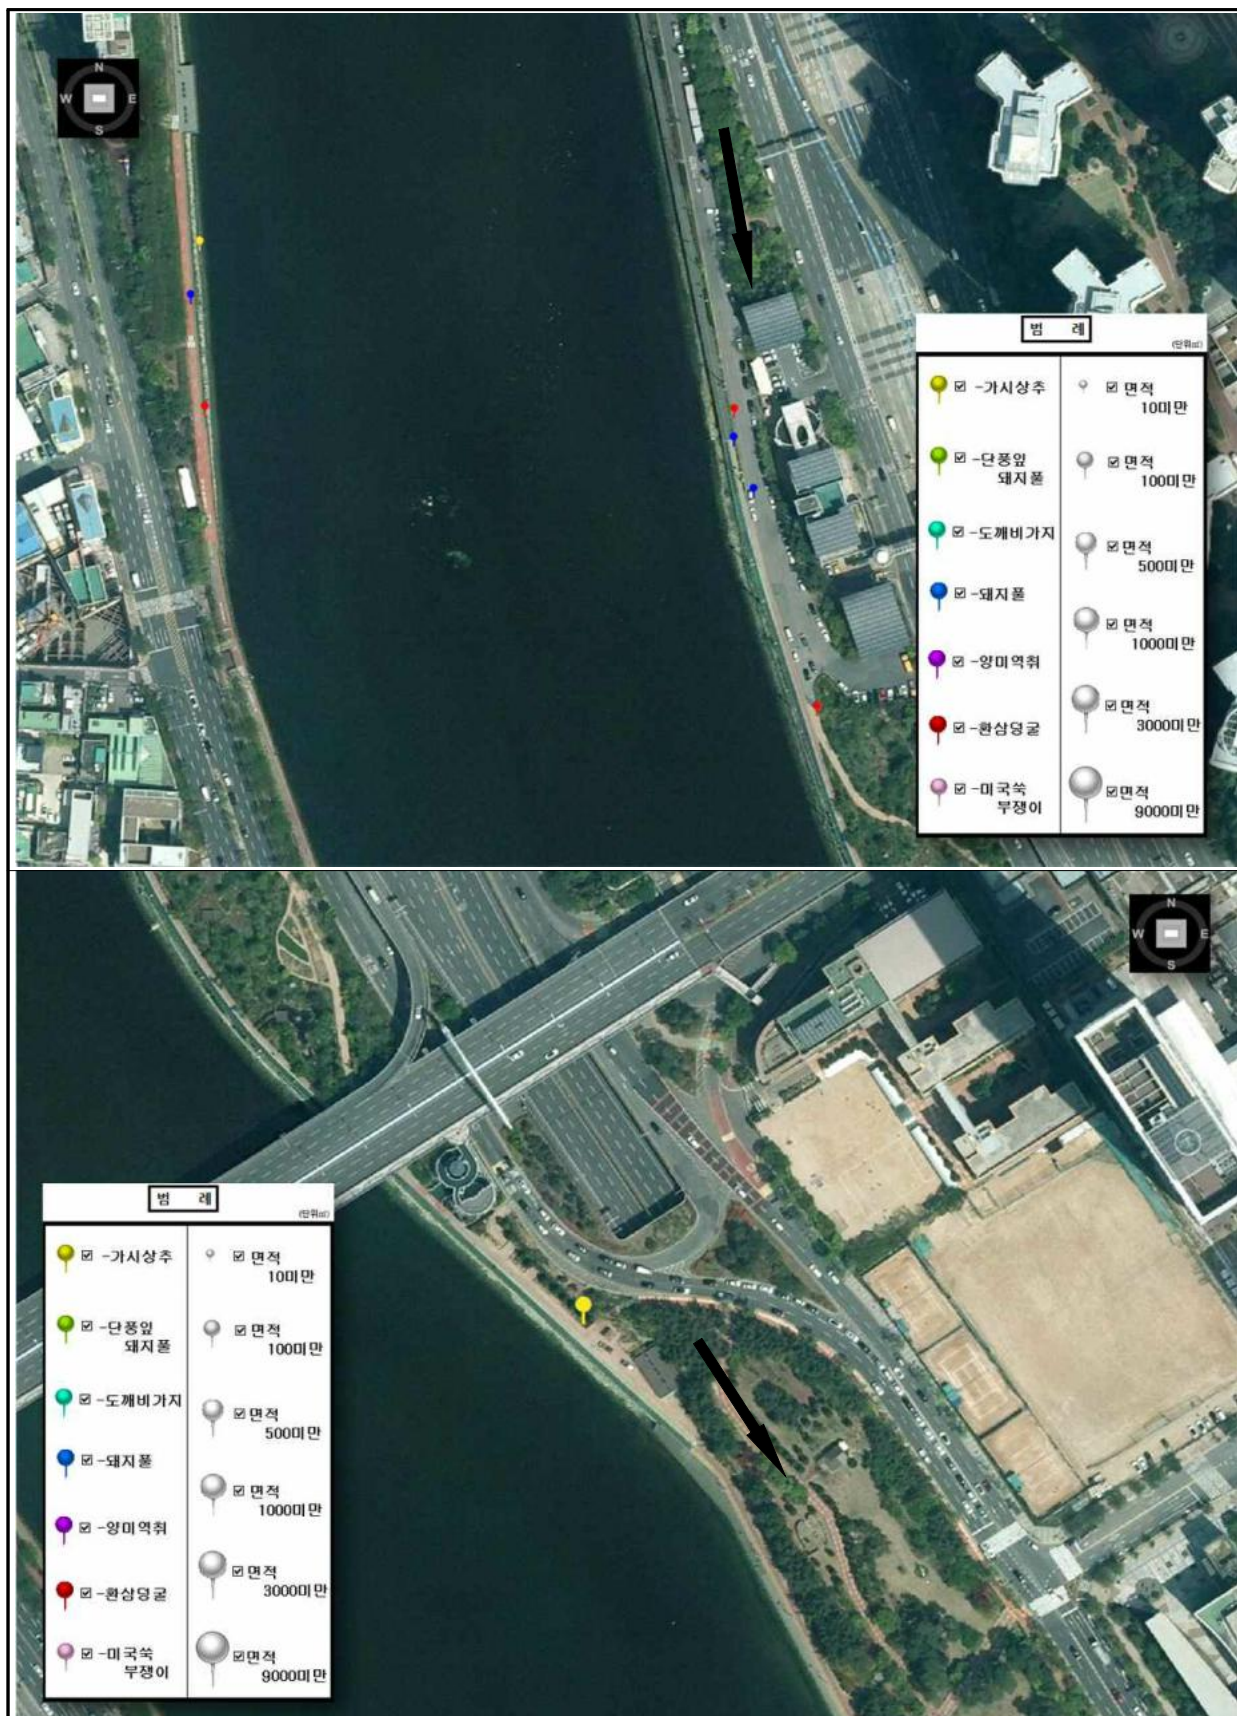 N
W E
S
범 례
(단위㎡)
-가시상추
면적
10미만
-단풍잎
돼지풀
면적
100미만
-도깨비가지
면적
500미만
-돼지풀
면적
1000미만
-양미역취
면적
3000미만
-환삼덩굴
-미국쑥
부쟁이
면적
9000미만
N
W E
S
범 례
(단위㎡)
-가시상추
면적
10미만
-단풍잎
돼지풀
면적
100미만
-도깨비가지
면적
500미만
-돼지풀
면적
1000미만
-양미역취
면적
3000미만
-환삼덩굴
-미국쑥
부쟁이
면적
9000미만